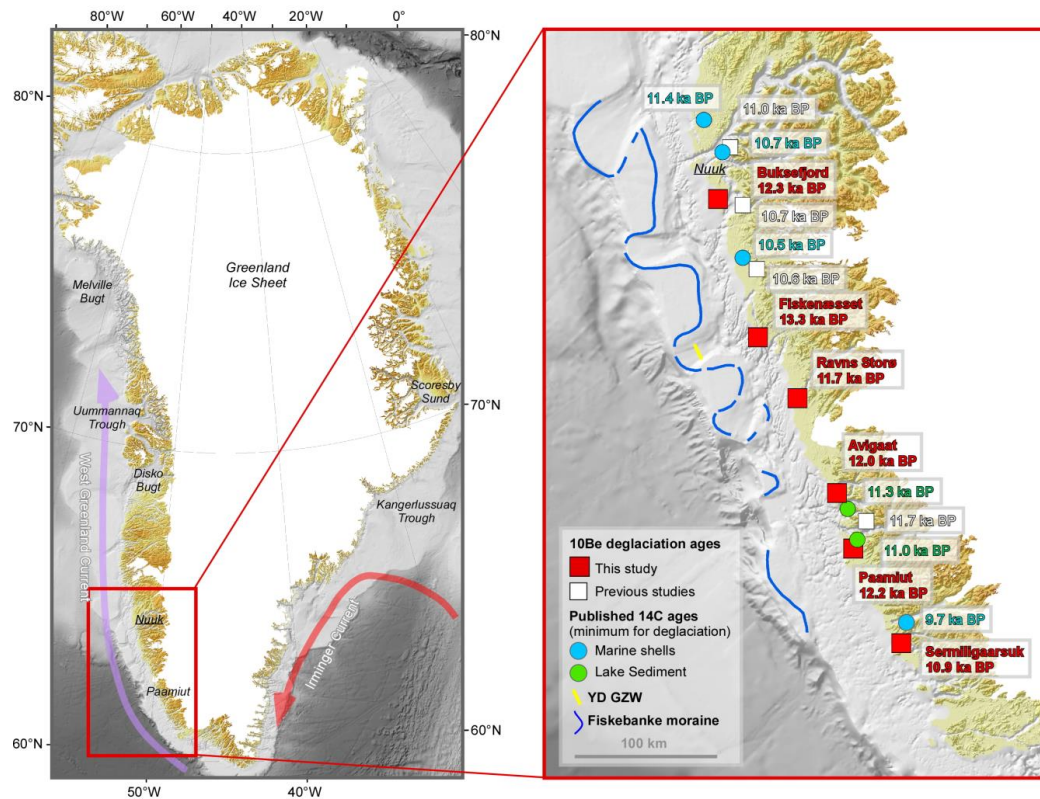 80°W 60°W 40°W 20°W 0°
80°N
80°N
70°N
70°N
60°N
60°N
50°W
40°W
Greenland
Ice Sheet
Melville
Bugt
Scoresby
Sund
Uummannaq
Trough
Disko
Bugt
Kangerlussuaq
Trough
West Greenland Current
Irminger Current
Nuuk
Paamiut
11.4 ka BP
11.0 ka BP
10.7 ka BP
Nuuk
Buksefjord
12.3 ka BP
10.7 ka BP
10.5 ka BP
10.6 ka BP
Fiskenæsset
13.3 ka BP
Ravns Storø
11.7 ka BP
Avigaat
12.0 ka BP
11.3 ka BP
11.7 ka BP
11.0 ka BP
Paamiut
12.2 ka BP
9.7 ka BP
Sermiligaarsuk
10.9 ka BP
10Be deglaciation ages
This study
Previous studies
Published 14C ages
(minimum for deglaciation)
Marine shells
Lake Sediment
YD GZW
Fiskebanke moraine
100 km